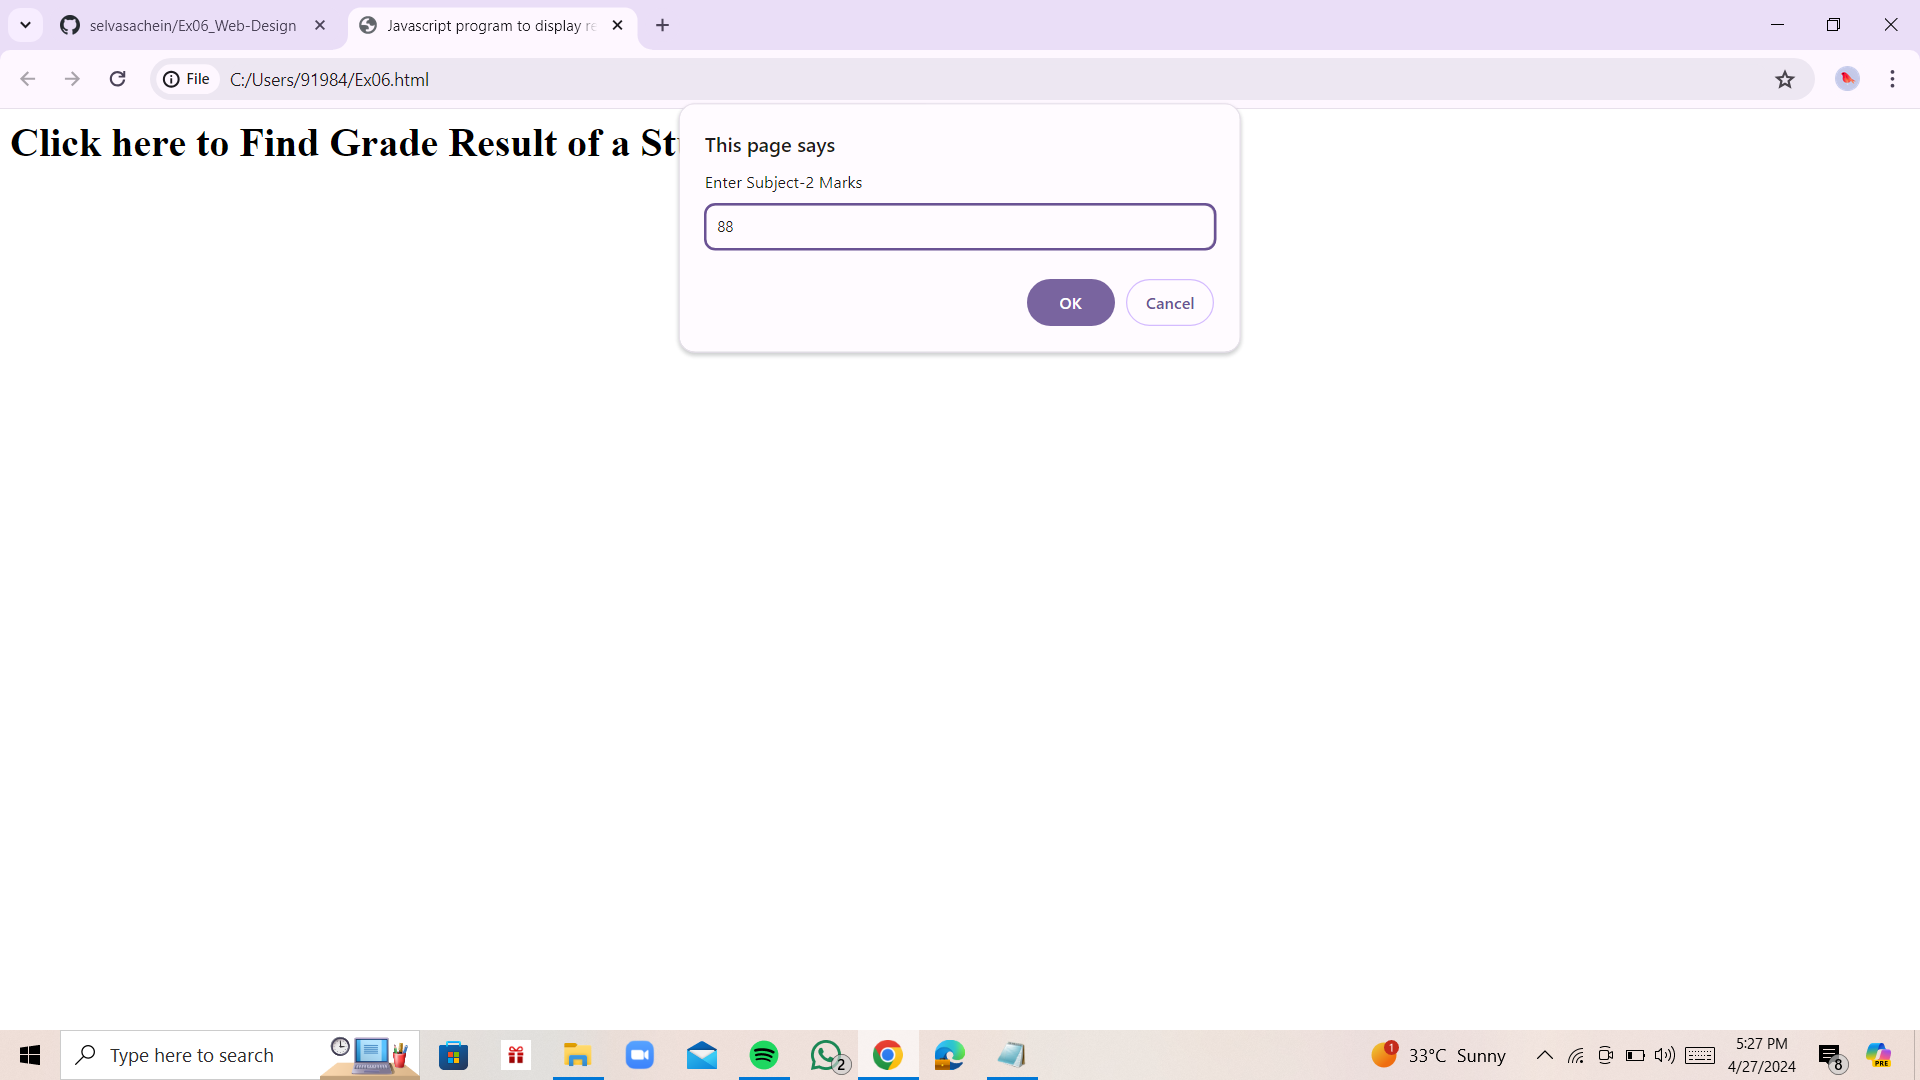 selvasachein/Ex06_Web-Design
Javascript program to display re
File
C:/Users/91984/Ex06.html
Click here to Find Grade Result of a St
This page says
Enter Subject-2 Marks
88
OK
Cancel
Type here to search
2
1
33°C Sunny
5:27 PM
4/27/2024
8
PRE